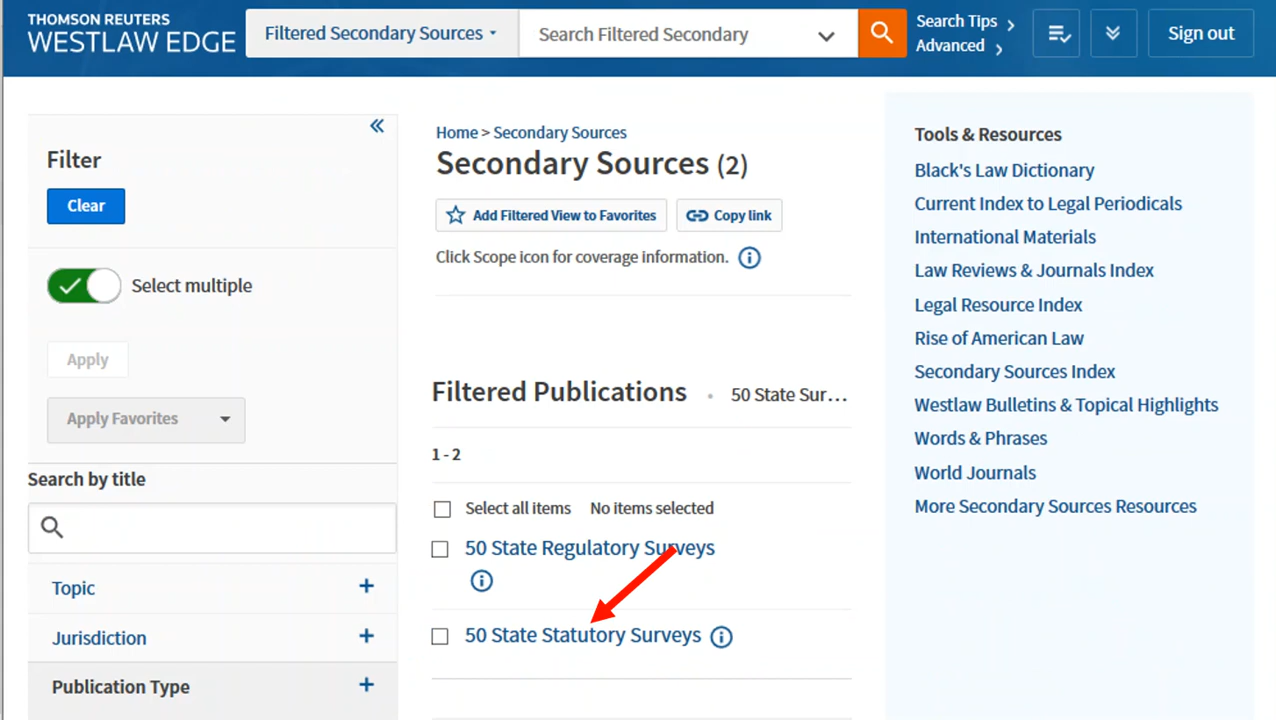 THOMSON REUTERS
WESTLAW EDGE
Filtered Secondary Sources
Search Filtered Secondary
Search Tips
Advanced
Sign out
Filter
Clear
Select multiple
Apply
Apply Favorites
Search by title
Topic
Jurisdiction
Publication Type
Home > Secondary Sources
Secondary Sources (2)
Add Filtered View to Favorites
Copy link
Click Scope icon for coverage information.
Filtered Publications • 50 State Sur...
1 - 2
Select all items No items selected
50 State Regulatory Surveys
50 State Statutory Surveys
Tools & Resources
Black's Law Dictionary
Current Index to Legal Periodicals
International Materials
Law Reviews & Journals Index
Legal Resource Index
Rise of American Law
Secondary Sources Index
Westlaw Bulletins & Topical Highlights
Words & Phrases
World Journals
More Secondary Sources Resources